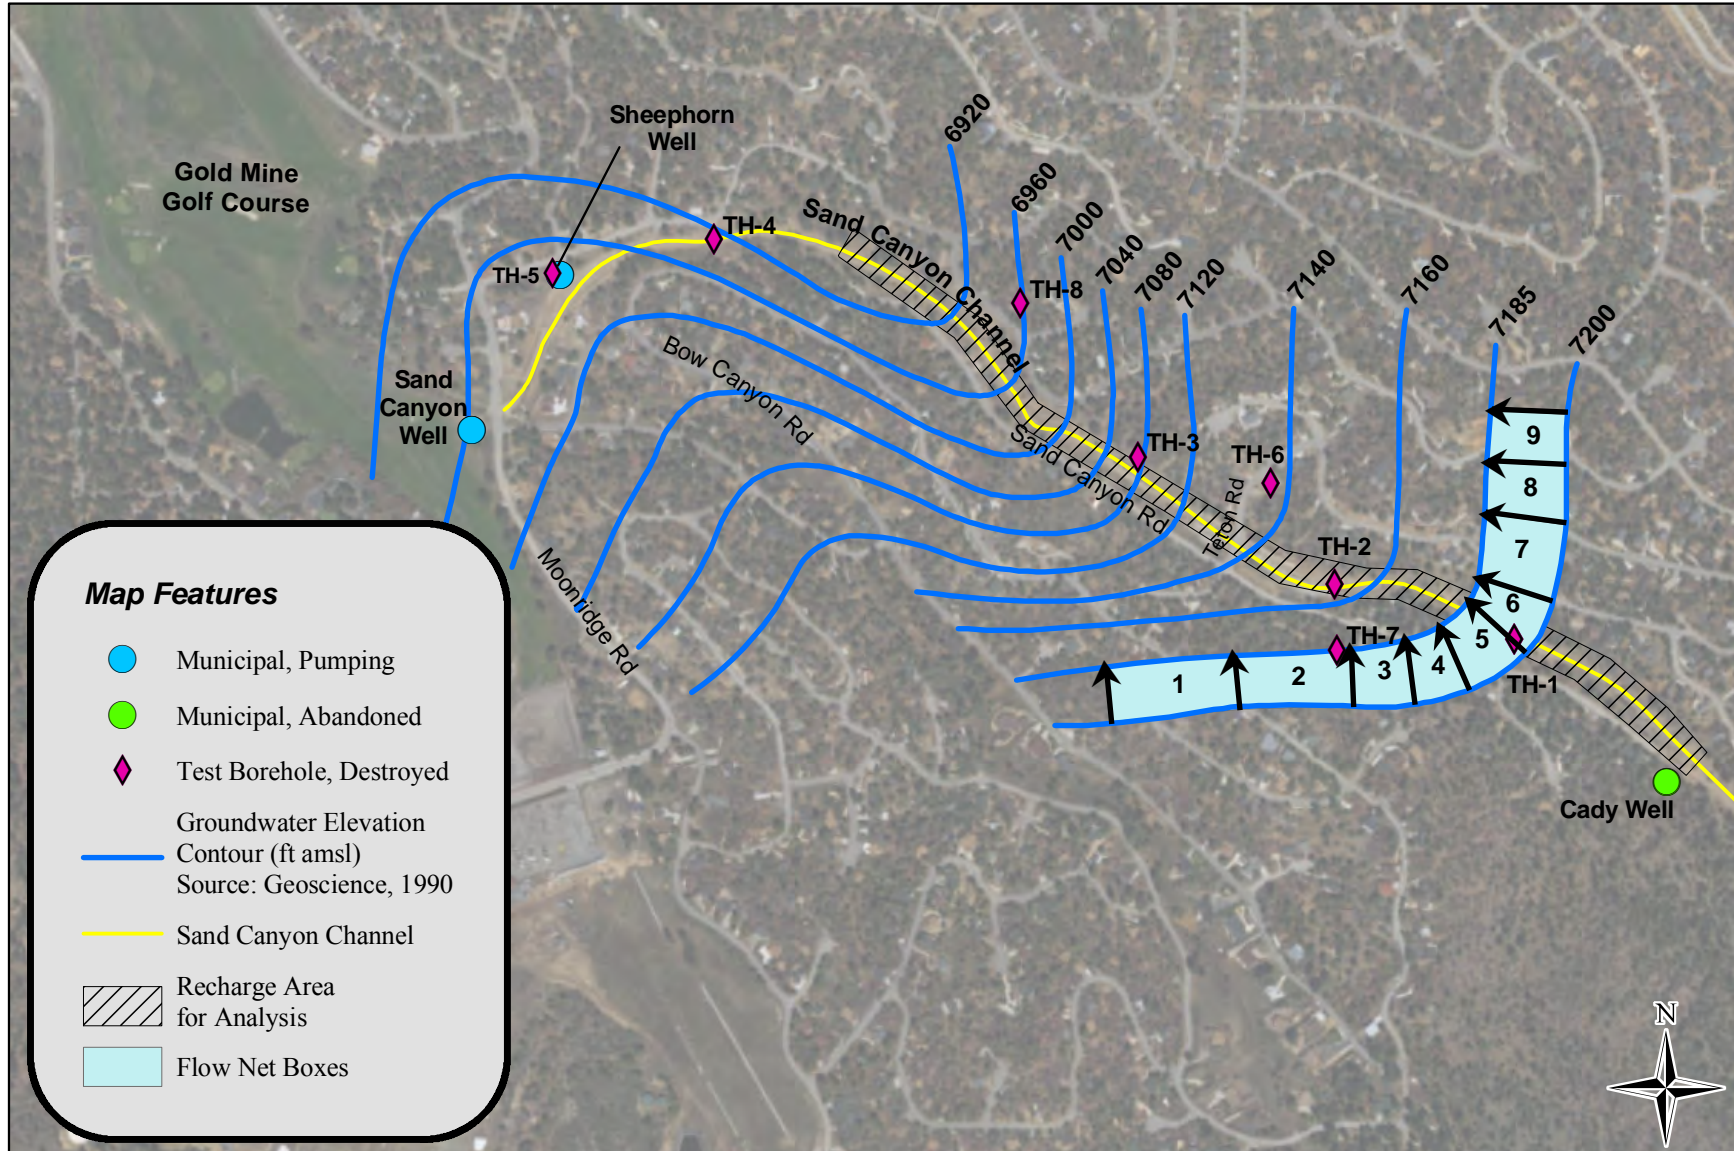 Sheephorn
Well
Gold Mine
Golf Course
6920
6960
7000
7040
7080
7120
7140
7160
7185
7200
Sand Canyon Channel
TH-4
TH-5
TH-8
Bow Canyon Rd
Sand
Canyon
Well
Sand Canyon Rd
TH-3
TH-6
Teton Rd
TH-2
TH-7
TH-1
Moonridge Rd
1
2
3
4
5
6
7
8
9
Cady Well
Map Features
Municipal, Pumping
Municipal, Abandoned
Test Borehole, Destroyed
Groundwater Elevation
Contour (ft amsl)
Source: Geoscience, 1990
Sand Canyon Channel
Recharge Area
for Analysis
Flow Net Boxes
N